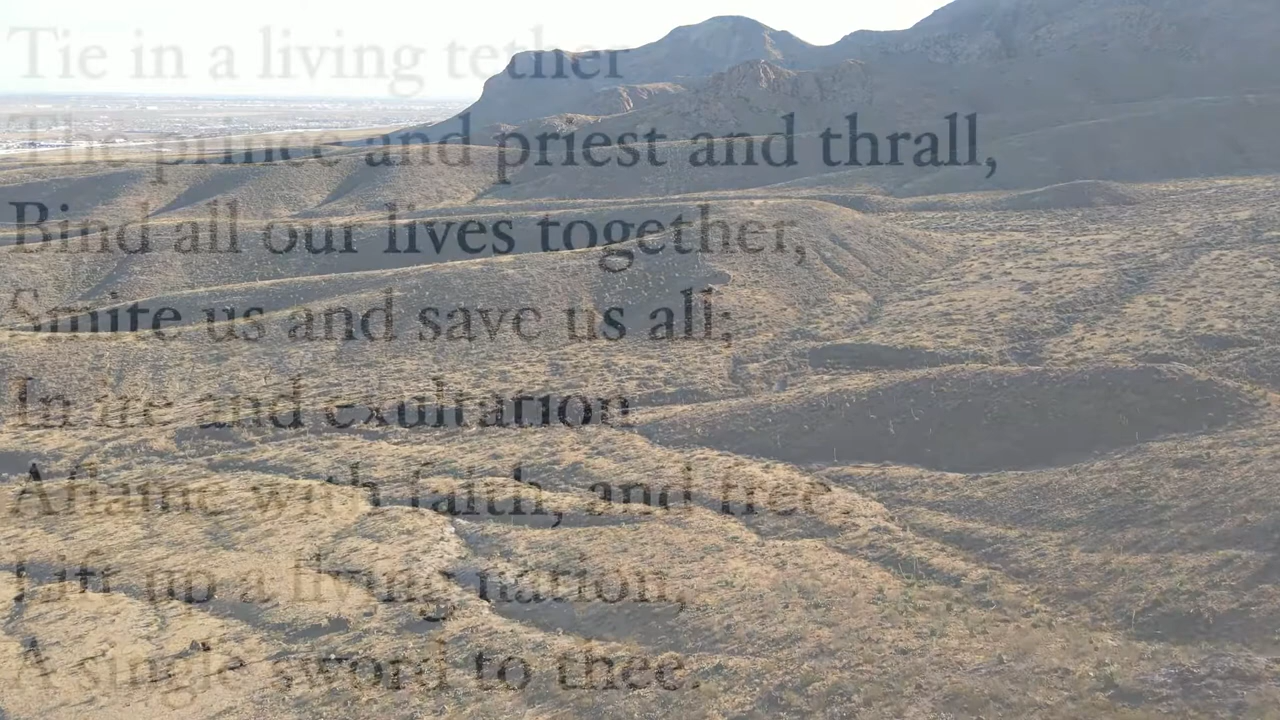 Tie in a living tether
The prince and priest and thrall,
Bind all our lives together,
Smite us and save us all;
In ire and exultation
Aflame with faith, and free,
Lift up a living nation,
A single sword to thee.